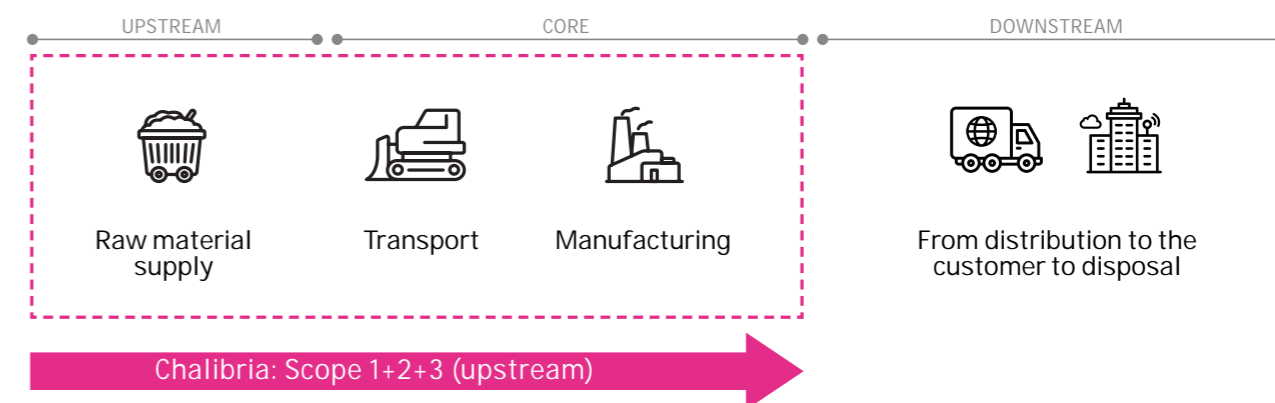 UPSTREAM
CORE
DOWNSTREAM
Raw material
supply
Transport
Manufacturing
From distribution to the
customer to disposal
Chalibria: Scope 1+2+3 (upstream)